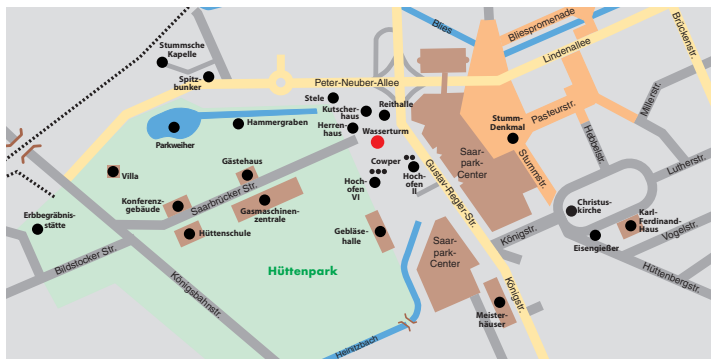 Stummsche
Kapelle
Spitz-
bunker
Peter-Neuber-Allee
Blies
Bliespromenade
Lindenallee
Brückenstr.
Stele
Kutscher-
haus
Reithalle
Herren-
haus
Wasserturm
Hammergraben
Parkweiher
Villa
Gästehaus
Konferenz-
gebäude
Saarbrücker Str.
Gasmaschinen-
zentrale
Hüttenschule
Cowper
Hoch-
ofen
VI
Hoch-
ofen
II
Gebläse-
halle
Saar-
park-
Center
Saar-
park-
Center
Gustav-Regler-Str.
Stumm-
Denkmal
Pasteurstr.
Stummstr.
Hübbelstr.
Millerstr.
Lutherstr.
Christus-
kirche
Karl-
Ferdinand-
Haus
Vogelstr.
Eisengießer
Hüttenbergstr.
Königstr.
Königstr.
Meister-
häuser
Erbbegräbnis-
stätte
Bildstocker Str.
Königsbahnstr.
Hüttenpark
Heinitzbach